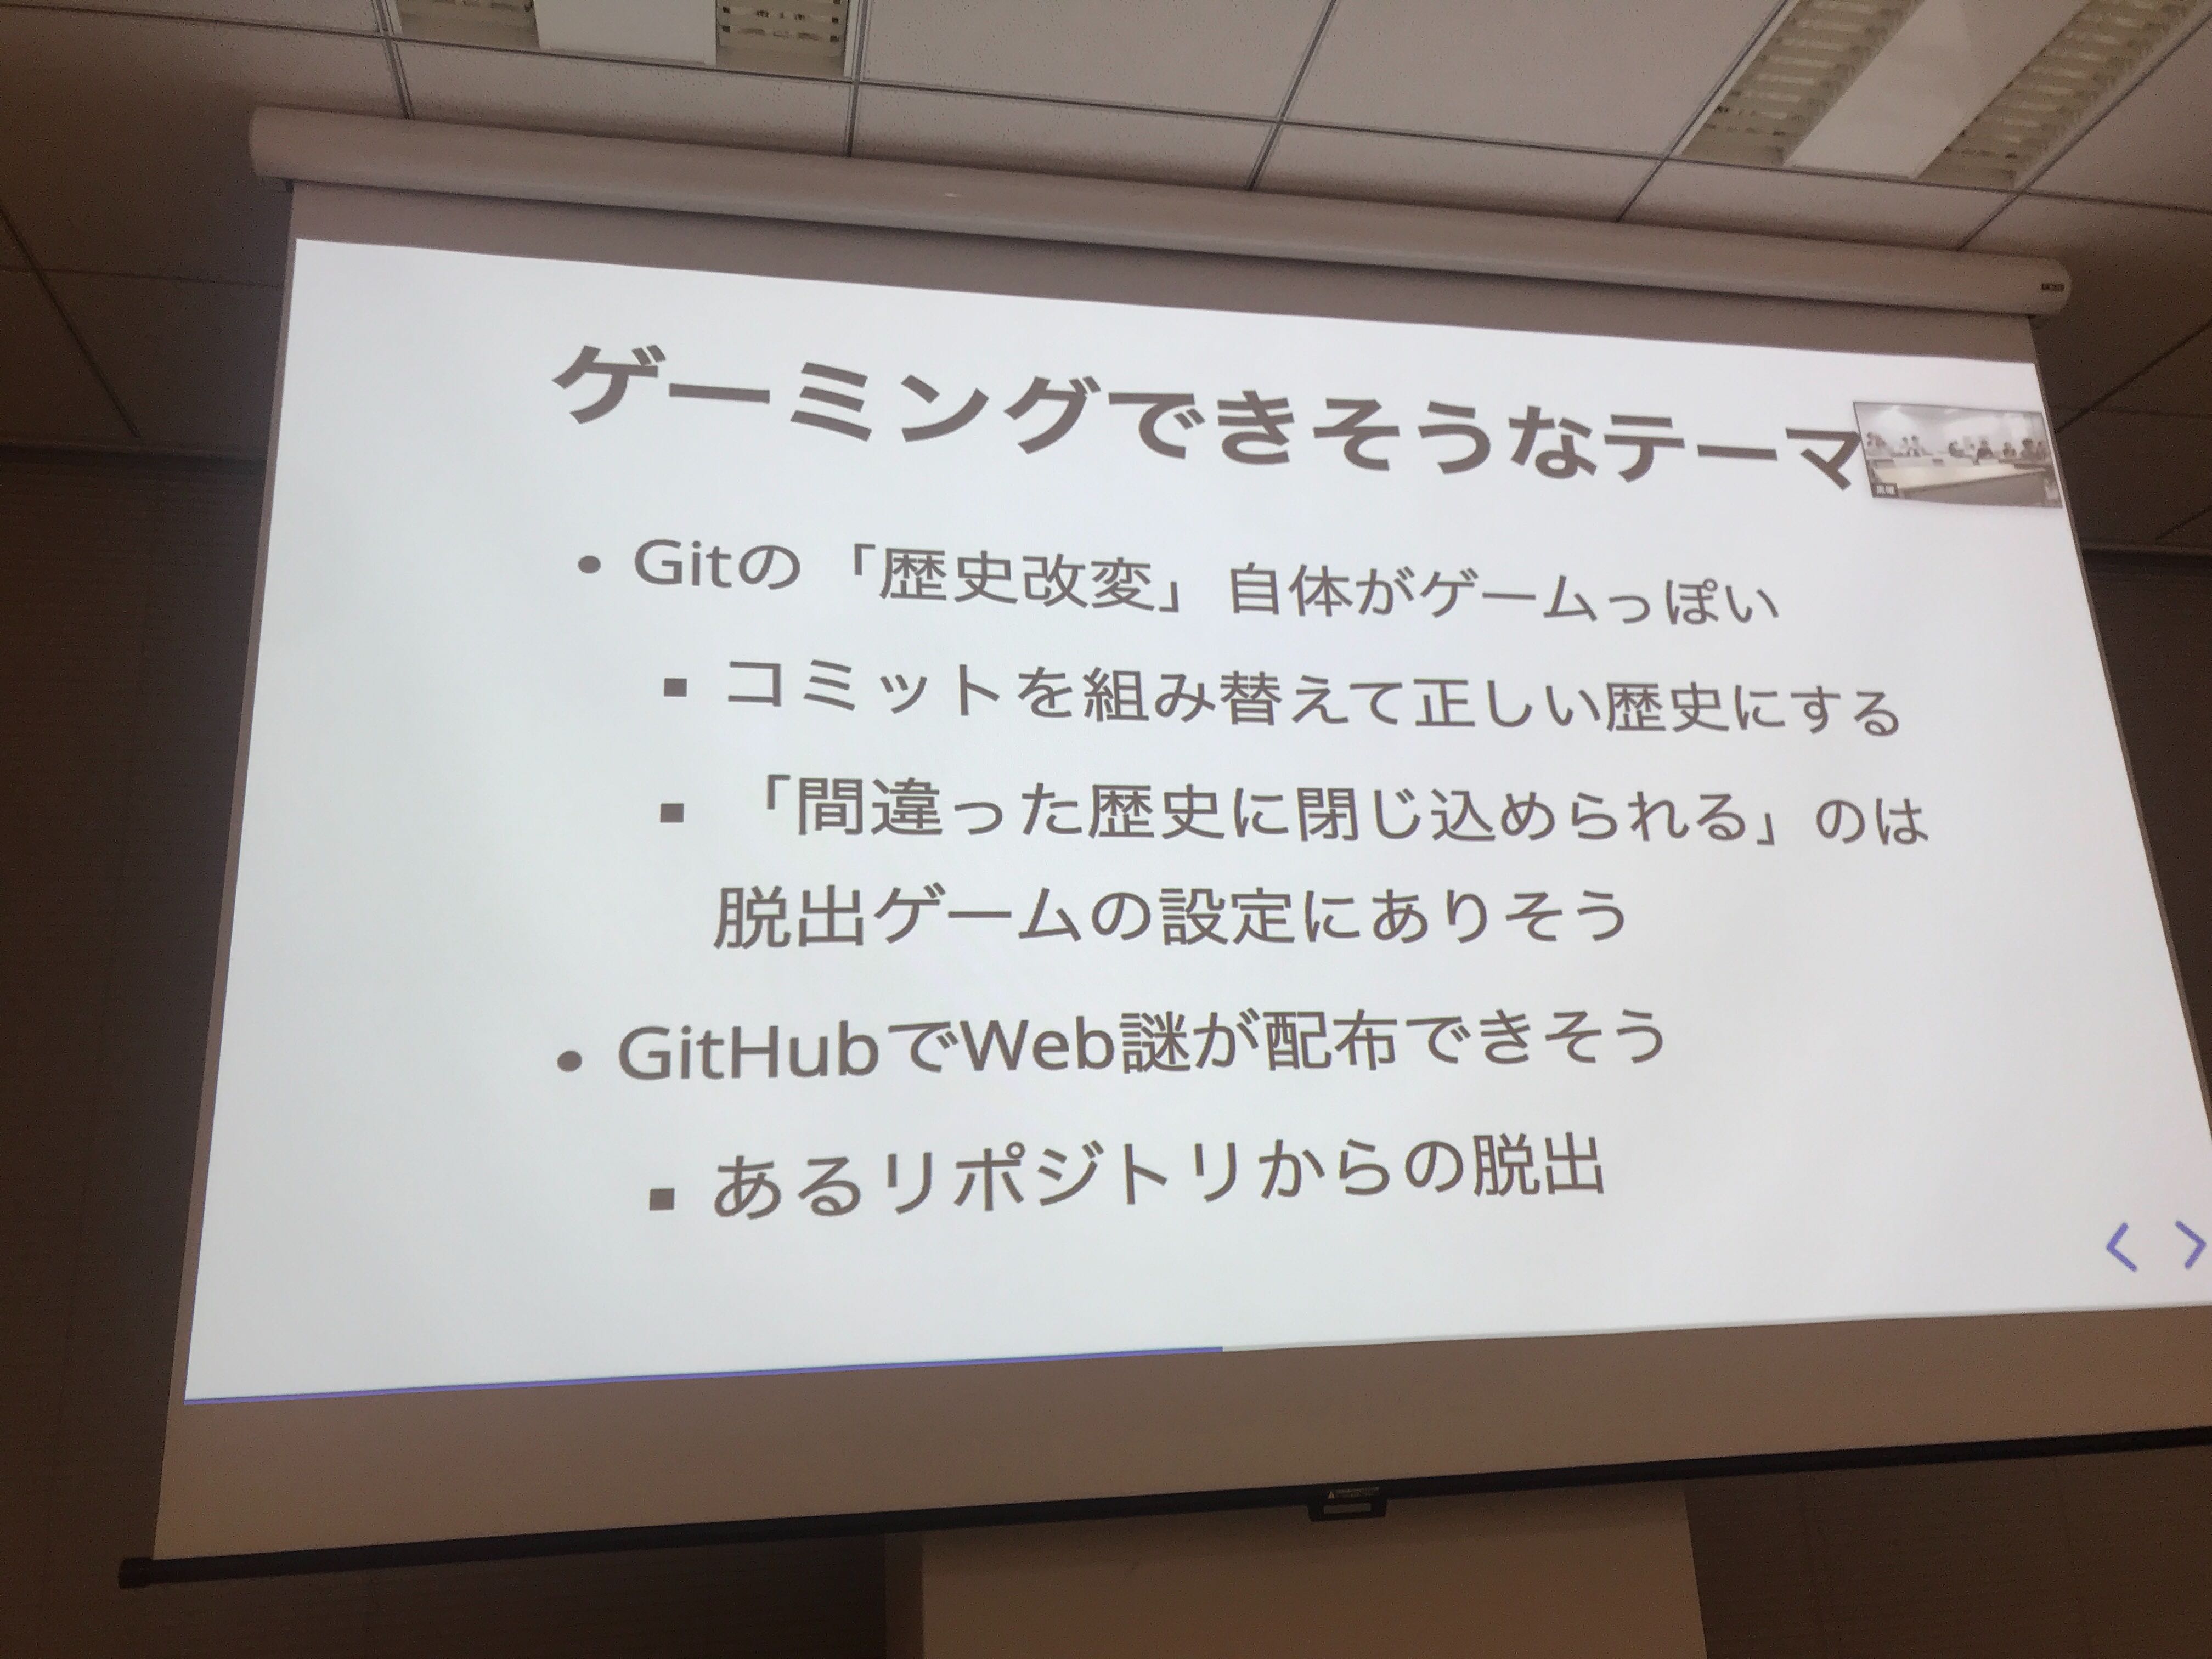 ゲーミングできそうなテーマ
• Gitの「歴史改変」自体がゲームっぽい
▪ コミットを組み替えて正しい歴史にする
▪ 「間違った歴史に閉じ込められる」のは
脱出ゲームの設定にありそう
• GitHubでWeb謎が配布できそう
▪ あるリポジトリからの脱出